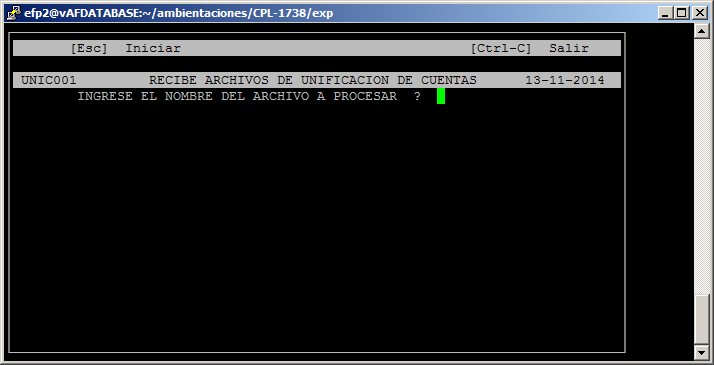 efp2@vAFDATABASE:~/ambientaciones/CPL-1738/exp
[Esc] Iniciar [Ctrl-C] Salir
UNIC001 RECIBE ARCHIVOS DE UNIFICACION DE CUENTAS 13-11-2014
INGRESE EL NOMBRE DEL ARCHIVO A PROCESAR ?